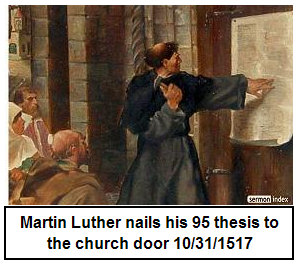 sermon index
Martin Luther nails his 95 thesis to
the church door 10/31/1517